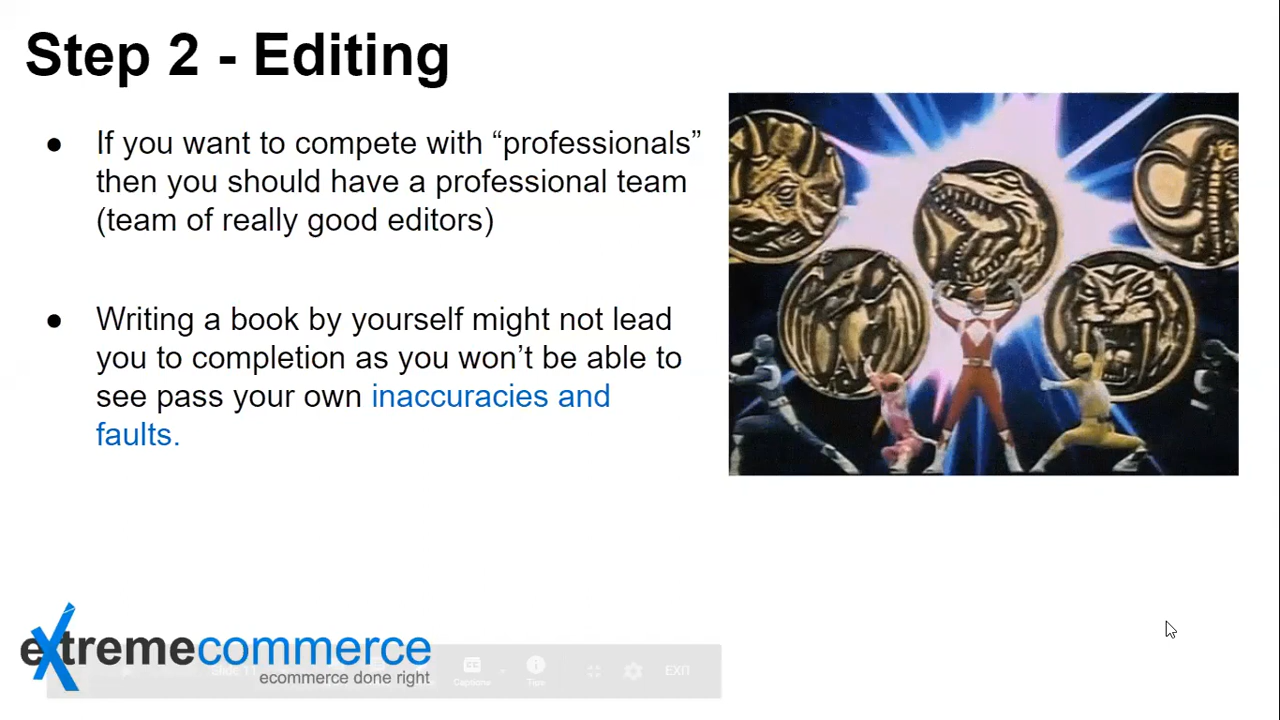 Step 2 - Editing
● If you want to compete with “professionals”
then you should have a professional team
(team of really good editors)
● Writing a book by yourself might not lead
you to completion as you won’t be able to
see pass your own inaccuracies and
faults.
extremecommerce
ecommerce done right
Captions
Tips
EXIT